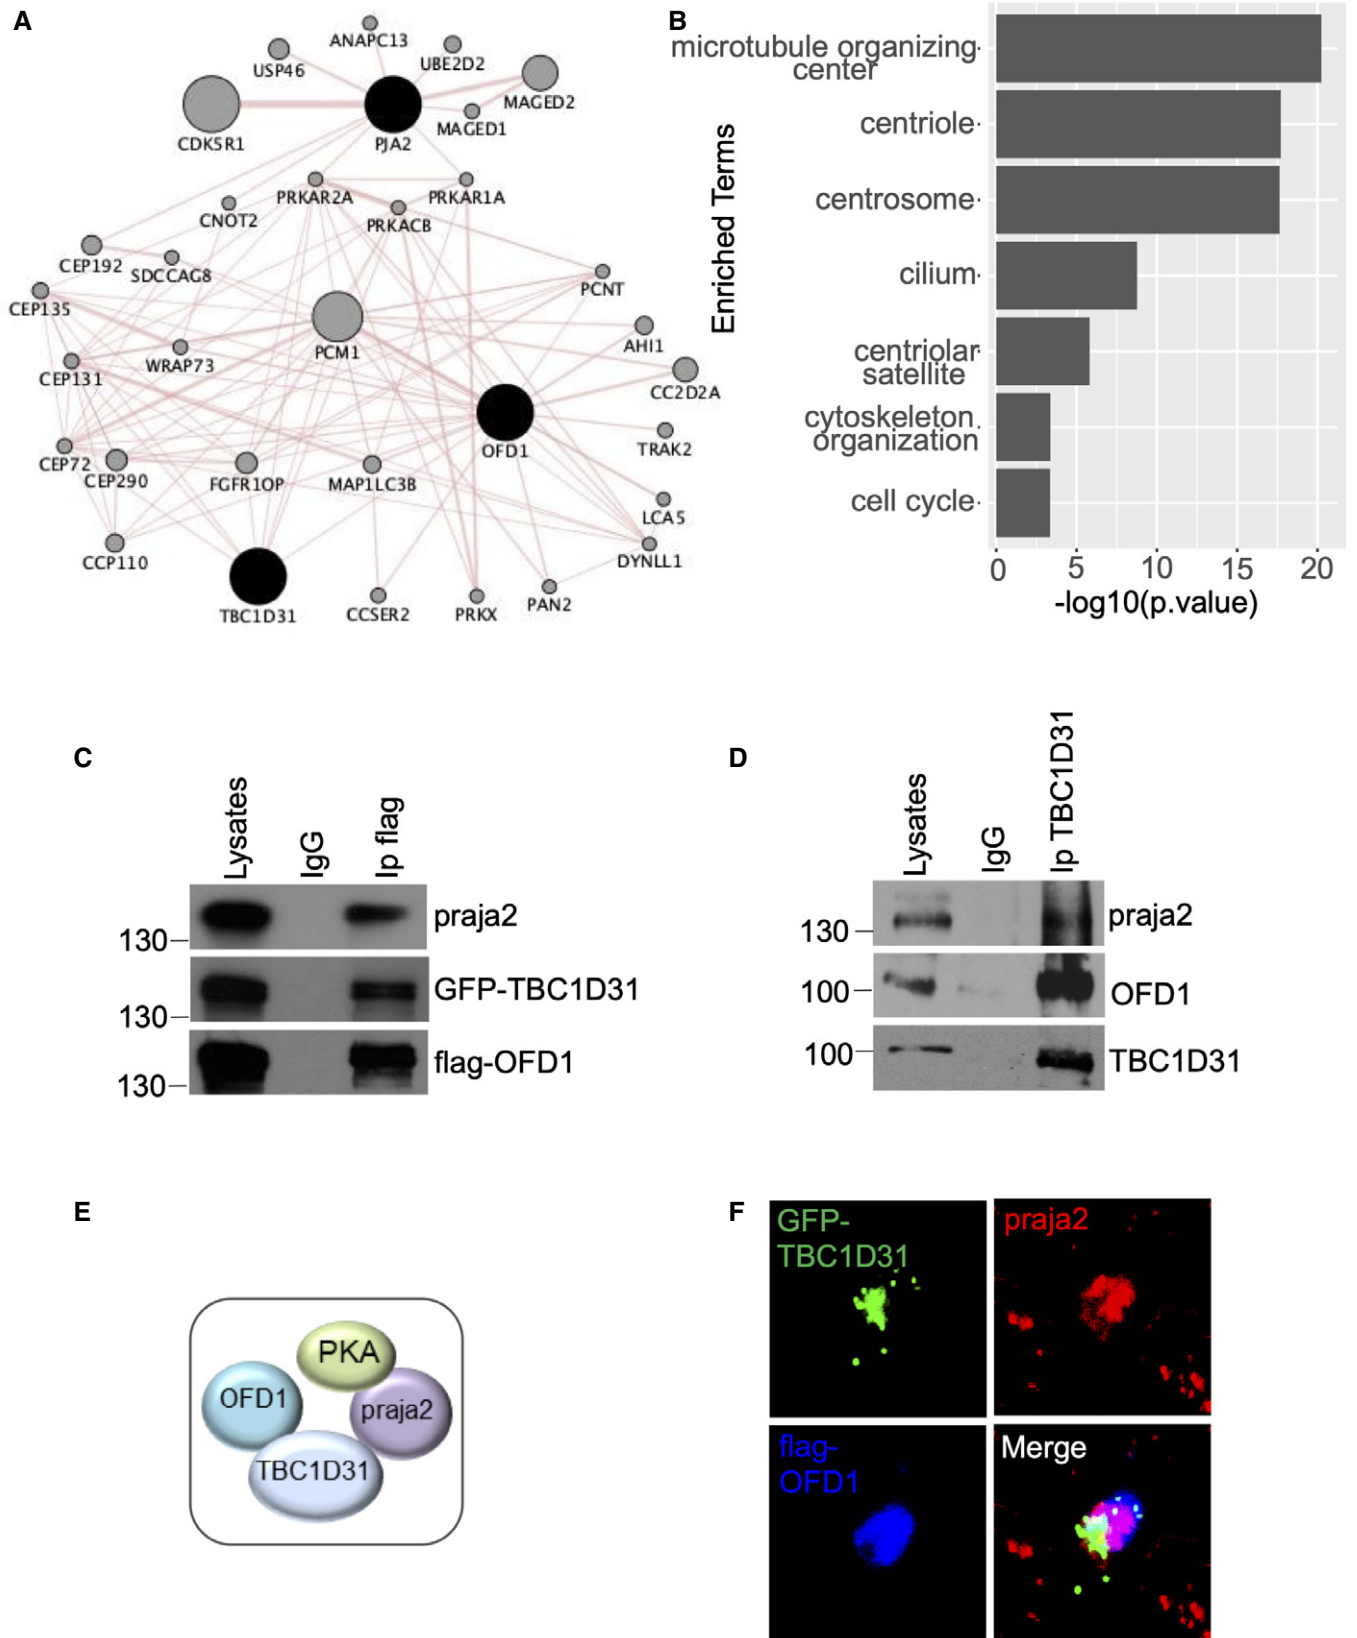 A
ANAPC13
USP46
UBE2D2
MAGED2
CDK5R1
PJA2
MAGED1
PRKAR2A
PRKAR1A
CNOT2
PRKACB
CEP192
SDCCAG8
CEP135
PCNT
AHI1
WRAP73
PCM1
CEP131
CC2D2A
TRAK2
OFD1
CEP72
CEP290
FGFR1OP
MAP1LC3B
LCA5
CCP110
DYNLL1
TBC1D31
CCSER2
PRKX
PAN2
B
Enriched Terms
microtubule organizing
center
centriole
centrosome
cilium
centriolar
satellite
cytoskeleton
organization
cell cycle
0 5 10 15 20
-log10(p.value)
C
Lysates
IgG
Ip flag
130
praja2
130
GFP-TBC1D31
130
flag-OFD1
D
Lysates
IgG
Ip TBC1D31
130
praja2
100
OFD1
100
TBC1D31
E
PKA
OFD1
praja2
TBC1D31
F
GFP-
TBC1D31
praja2
flag-
OFD1
Merge